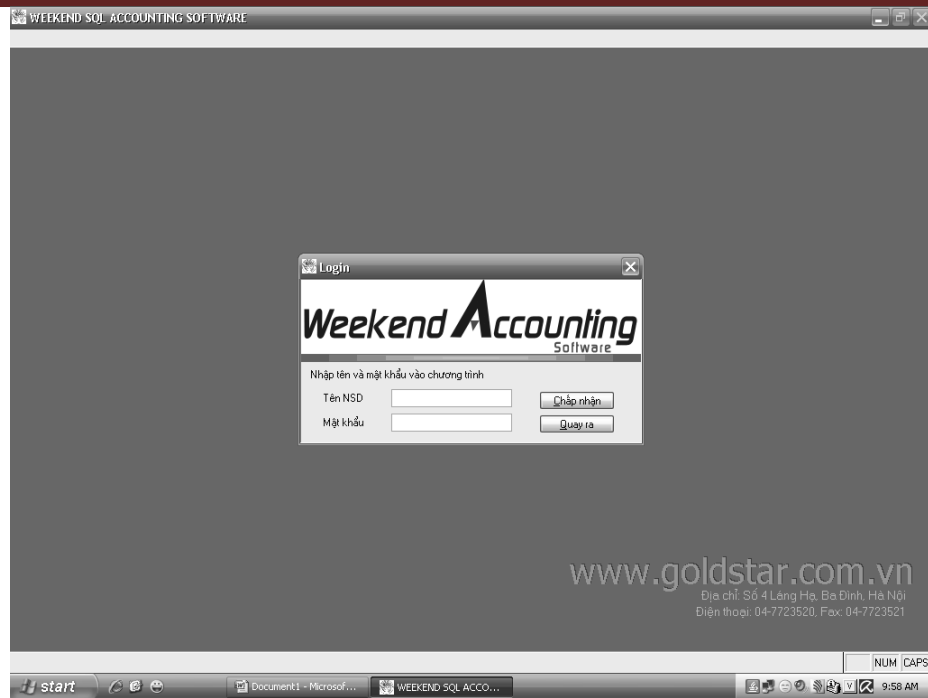 WEEKEND SQL ACCOUNTING SOFTWARE
Login
Weekend Accounting
Software
Nhập tên và mật khẩu vào chương trình
Tên NSD
Chấp nhận
Mật khẩu
Quay ra
www.goldstar.com.vn
Địa chỉ: Số 4 Láng Hạ, Ba Đình, Hà Nội
Điện thoại: 04-7723520, Fax: 04-7723521
NUM CAPS
start
Document1 - Microsof...
WEEKEND SQL ACCO...
9:58 AM